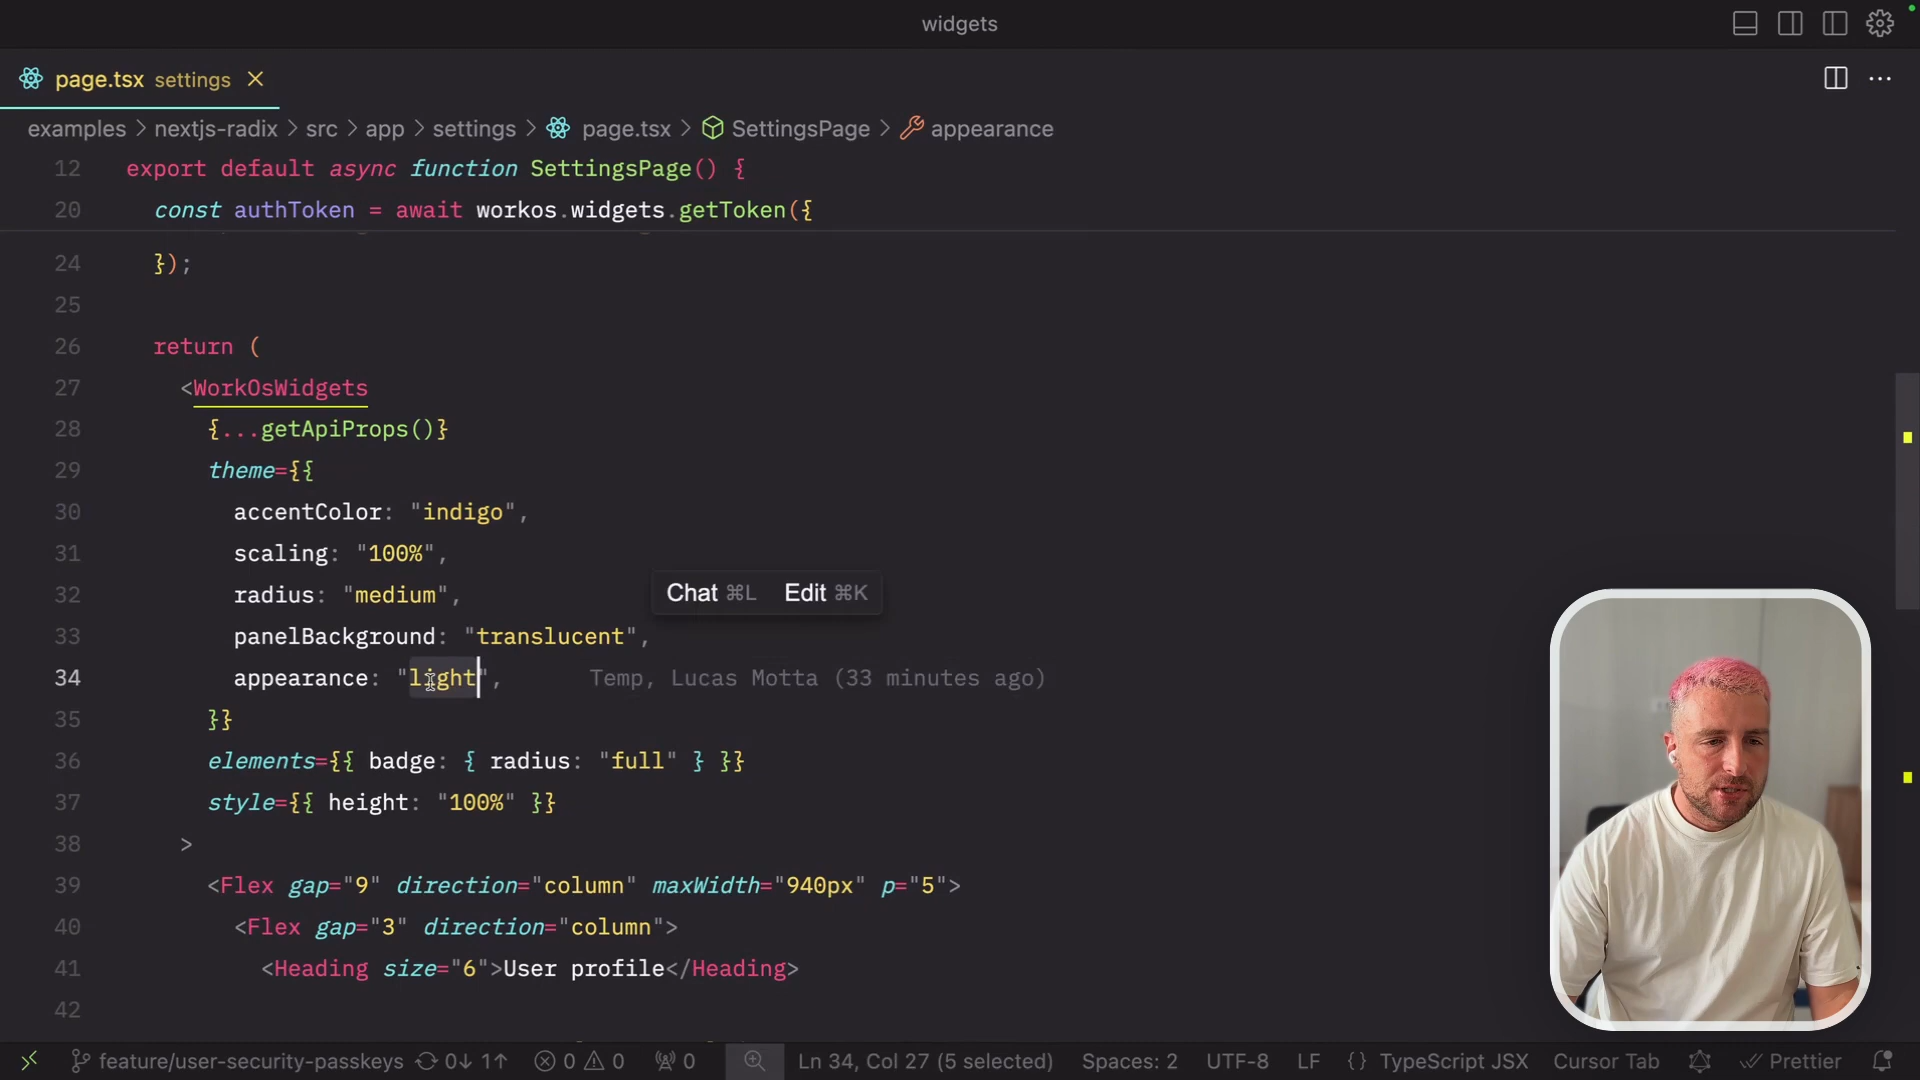 widgets
page.tsx settings
examples > nextjs-radix > src > app > settings > page.tsx > SettingsPage > appearance
12 export default async function SettingsPage() {
20 const authToken = await workos.widgets.getToken({
24 });
25
26 return (
27 <WorkOsWidgets
28 {...getApiProps()}
29 theme={{
30 accentColor: "indigo",
31 scaling: "100%",
32 radius: "medium",
Chat ⌘L Edit ⌘K
33 panelBackground: "translucent",
34 appearance: "light", Temp, Lucas Motta (33 minutes ago)
35 }}
36 elements={{ badge: { radius: "full" } }}
37 style={{ height: "100%" }}
38 >
39 <Flex gap="9" direction="column" maxWidth="940px" p="5">
40 <Flex gap="3" direction="column">
41 <Heading size="6">User profile</Heading>
42
feature/user-security-passkeys 0↓ 1↑ 0 0 0 Ln 34, Col 27 (5 selected) Spaces: 2 UTF-8 LF {} TypeScript JSX Cursor Tab Prettier